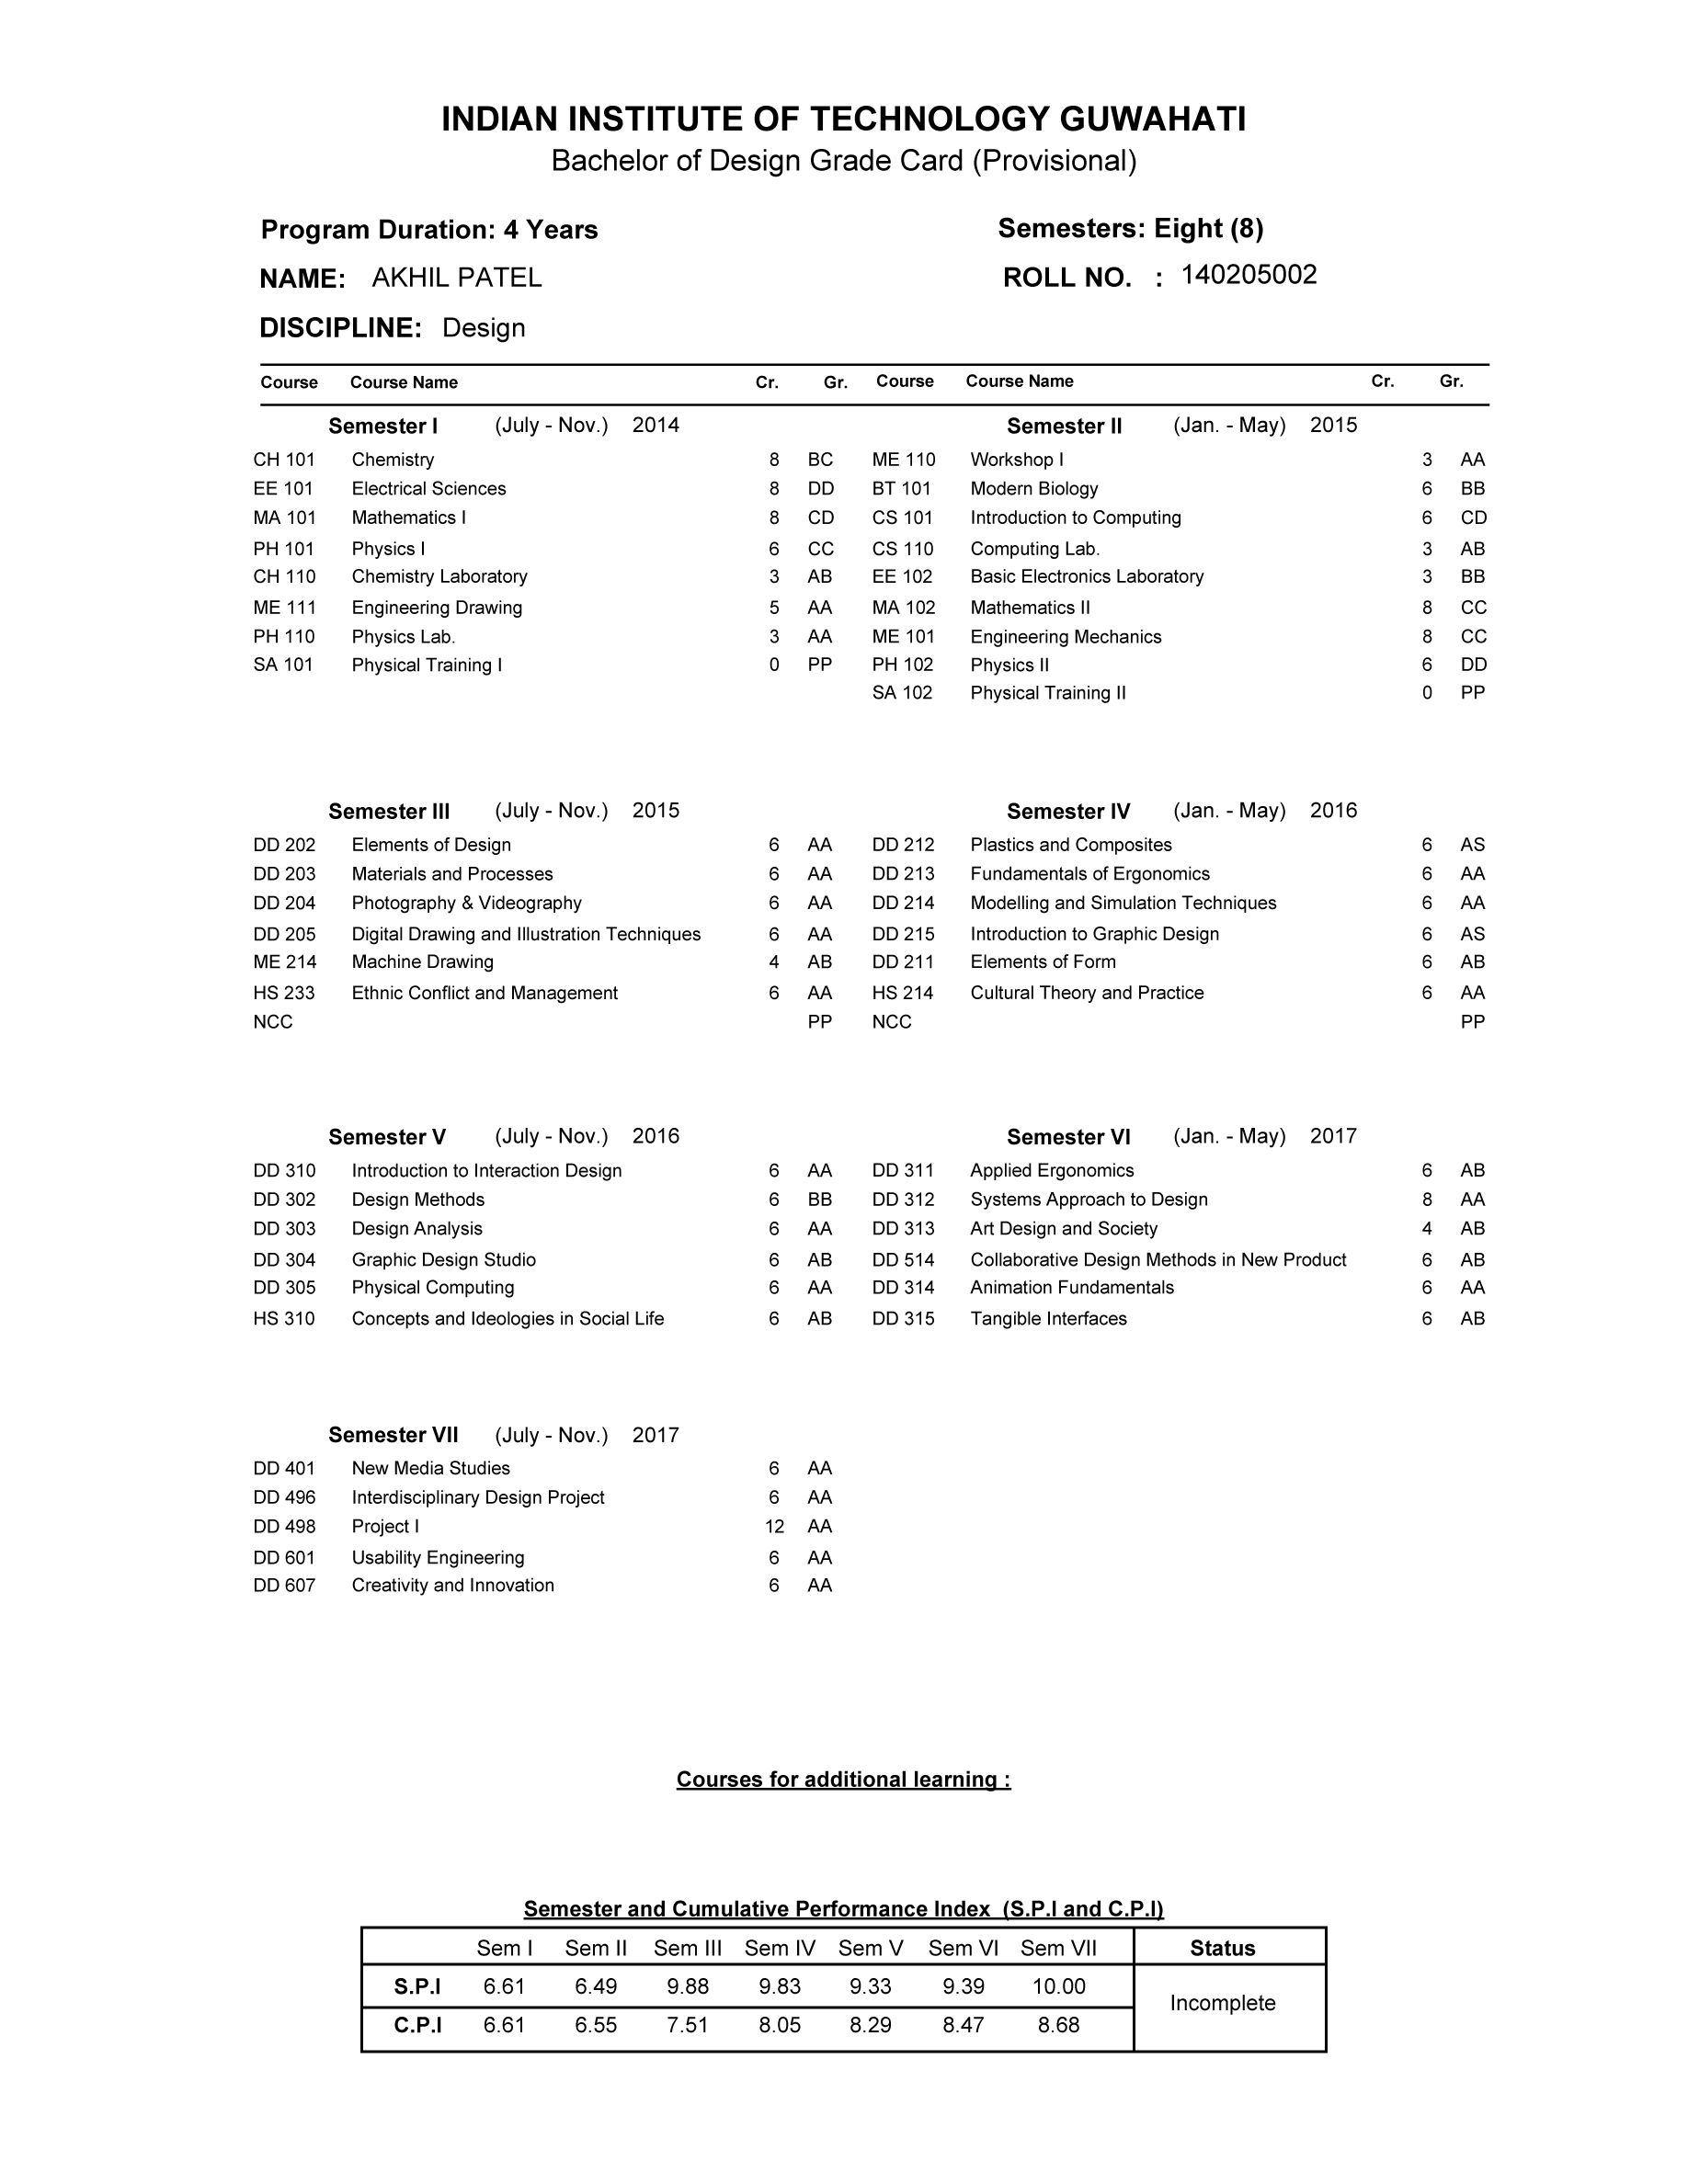 INDIAN INSTITUTE OF TECHNOLOGY GUWAHATI
Bachelor of Design Grade Card (Provisional)
Program Duration: 4 Years Semesters: Eight (8)
NAME: AKHIL PATEL ROLL NO. : 140205002
DISCIPLINE: Design
Course Course Name Cr. Gr. Course Course Name Cr. Gr.
Semester I (July - Nov.) 2014 Semester II (Jan. - May) 2015
CH 101 Chemistry 8 BC ME 110 Workshop I 3 AA
EE 101 Electrical Sciences 8 DD BT 101 Modern Biology 6 BB
MA 101 Mathematics I 8 CD CS 101 Introduction to Computing 6 CD
PH 101 Physics I 6 CC CS 110 Computing Lab. 3 AB
CH 110 Chemistry Laboratory 3 AB EE 102 Basic Electronics Laboratory 3 BB
ME 111 Engineering Drawing 5 AA MA 102 Mathematics II 8 CC
PH 110 Physics Lab. 3 AA ME 101 Engineering Mechanics 8 CC
SA 101 Physical Training I 0 PP PH 102 Physics II 6 DD
SA 102 Physical Training II 0 PP
Semester III (July - Nov.) 2015 Semester IV (Jan. - May) 2016
DD 202 Elements of Design 6 AA DD 212 Plastics and Composites 6 AS
DD 203 Materials and Processes 6 AA DD 213 Fundamentals of Ergonomics 6 AA
DD 204 Photography & Videography 6 AA DD 214 Modelling and Simulation Techniques 6 AA
DD 205 Digital Drawing and Illustration Techniques 6 AA DD 215 Introduction to Graphic Design 6 AS
ME 214 Machine Drawing 4 AB DD 211 Elements of Form 6 AB
HS 233 Ethnic Conflict and Management 6 AA HS 214 Cultural Theory and Practice 6 AA
NCC PP NCC PP
Semester V (July - Nov.) 2016 Semester VI (Jan. - May) 2017
DD 310 Introduction to Interaction Design 6 AA DD 311 Applied Ergonomics 6 AB
DD 302 Design Methods 6 BB DD 312 Systems Approach to Design 8 AA
DD 303 Design Analysis 6 AA DD 313 Art Design and Society 4 AB
DD 304 Graphic Design Studio 6 AB DD 514 Collaborative Design Methods in New Product 6 AB
DD 305 Physical Computing 6 AA DD 314 Animation Fundamentals 6 AA
HS 310 Concepts and Ideologies in Social Life 6 AB DD 315 Tangible Interfaces 6 AB
Semester VII (July - Nov.) 2017
DD 401 New Media Studies 6 AA
DD 496 Interdisciplinary Design Project 6 AA
DD 498 Project I 12 AA
DD 601 Usability Engineering 6 AA
DD 607 Creativity and Innovation 6 AA
Courses for additional learning :
Semester and Cumulative Performance Index (S.P.I and C.P.I)
Sem I Sem II Sem III Sem IV Sem V Sem VI Sem VII Status
S.P.I 6.61 6.49 9.88 9.83 9.33 9.39 10.00
Incomplete
C.P.I 6.61 6.55 7.51 8.05 8.29 8.47 8.68